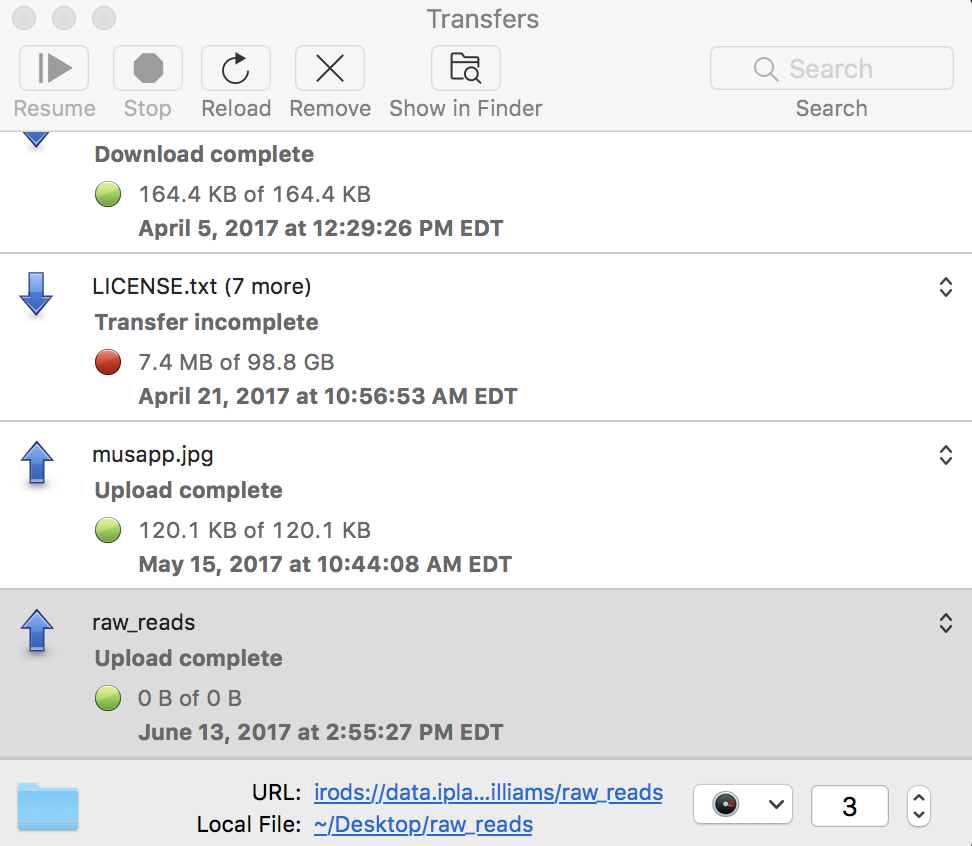 Transfers
Resume Stop Reload Remove Show in Finder Search
Search
Download complete
164.4 KB of 164.4 KB
April 5, 2017 at 12:29:26 PM EDT
LICENSE.txt (7 more)
Transfer incomplete
7.4 MB of 98.8 GB
April 21, 2017 at 10:56:53 AM EDT
musapp.jpg
Upload complete
120.1 KB of 120.1 KB
May 15, 2017 at 10:44:08 AM EDT
raw_reads
Upload complete
0 B of 0 B
June 13, 2017 at 2:55:27 PM EDT
URL: irods://data.ipla...illiams/raw_reads
3
Local File: ~/Desktop/raw_reads